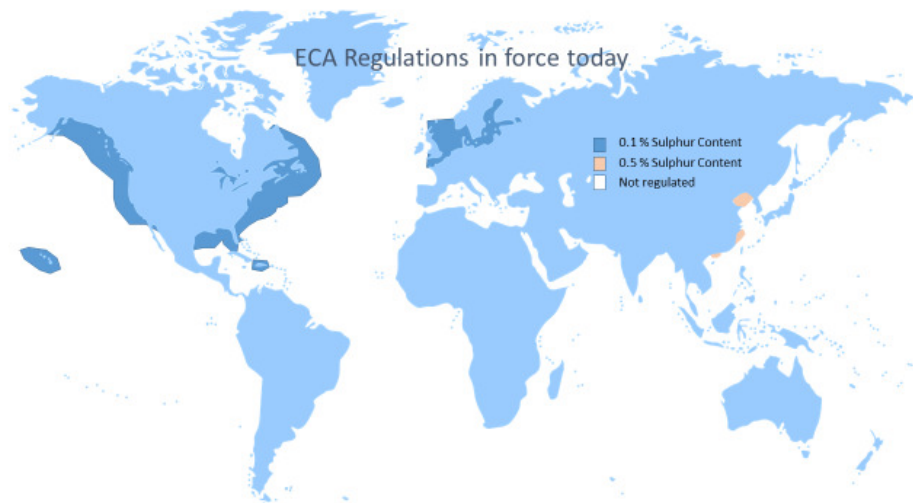 ECA Regulations in force today
0.1 % Sulphur Content
0.5 % Sulphur Content
Not regulated